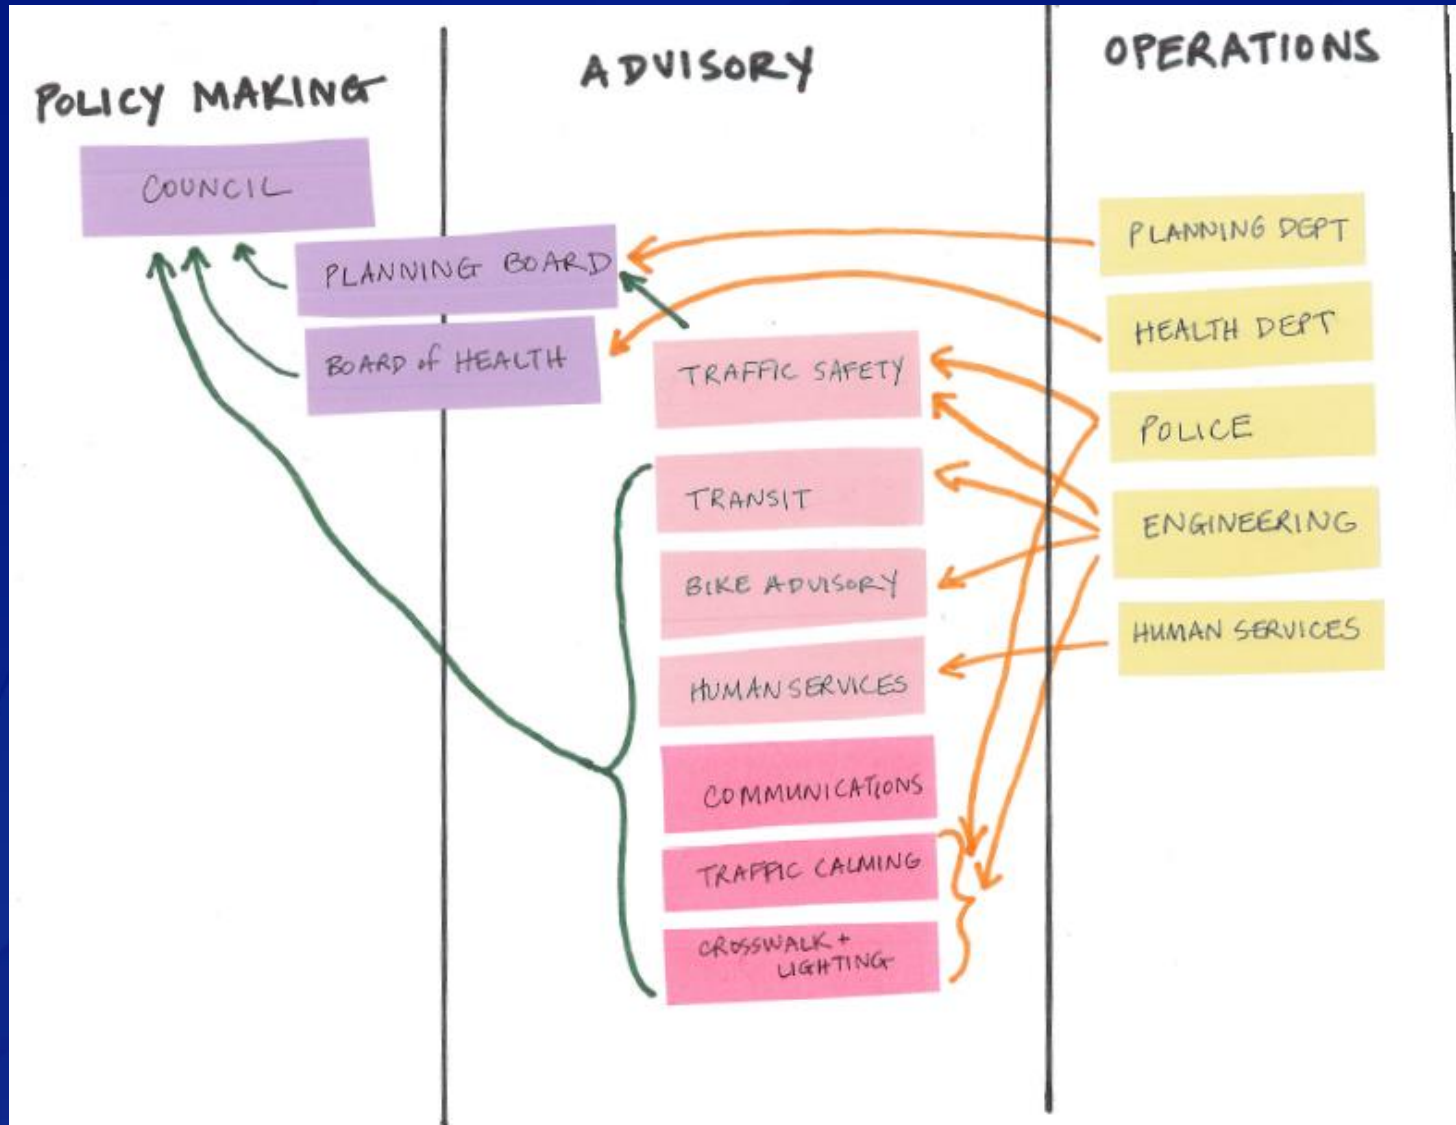 POLICY MAKING
COUNCIL
PLANNING BOARD
BOARD of HEALTH
ADVISORY
TRAFFIC SAFETY
TRANSIT
BIKE ADVISORY
HUMAN SERVICES
COMMUNICATIONS
TRAFFIC CALMING
CROSSWALK +
LIGHTING
OPERATIONS
PLANNING DEPT
HEALTH DEPT
POLICE
ENGINEERING
HUMAN SERVICES